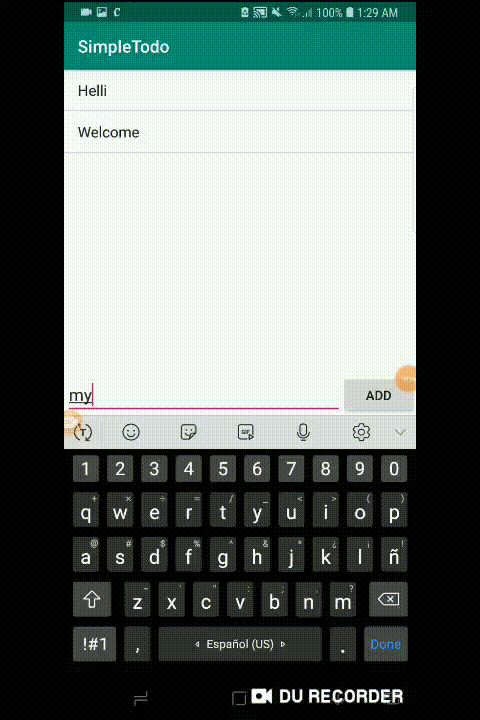 100% 1:29 AM
SimpleTodo
Helli
Welcome
my ADD
GIF
1 2 3 4 5 6 7 8 9 0
q w e r t y u i o p
a s d f g h j k l ñ
z x c v b n m
!#1 , Español (US) . Done
DU RECORDER